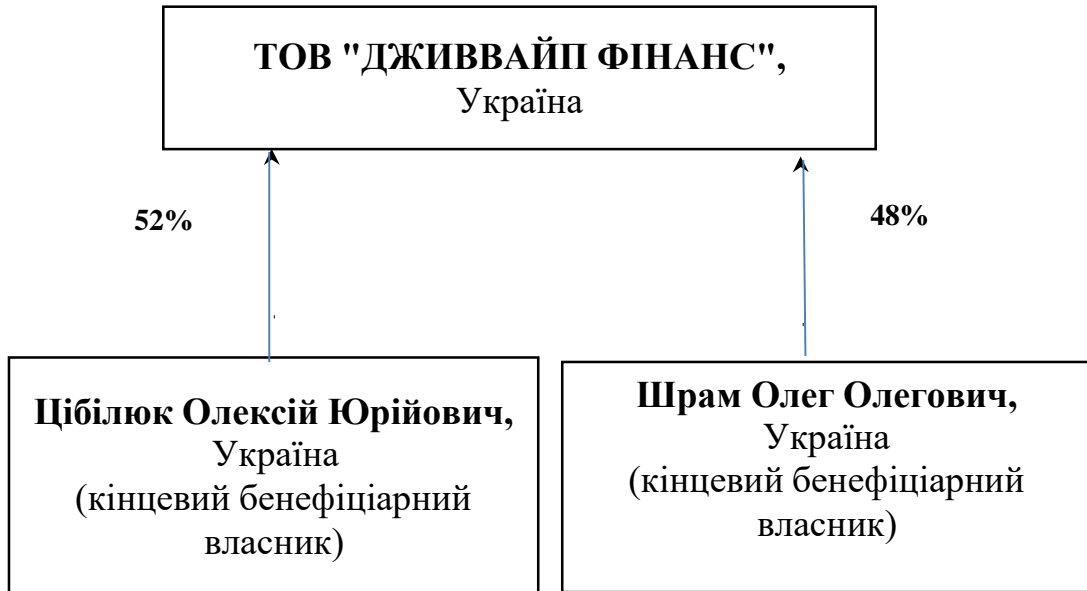 ТОВ "ДЖИВВАЙП ФІНАНС",
Україна
52%
48%
Цібілюк Олексій Юрійович,
Україна
(кінцевий бенефіціарний
власник)
Шрам Олег Олегович,
Україна
(кінцевий бенефіціарний
власник)